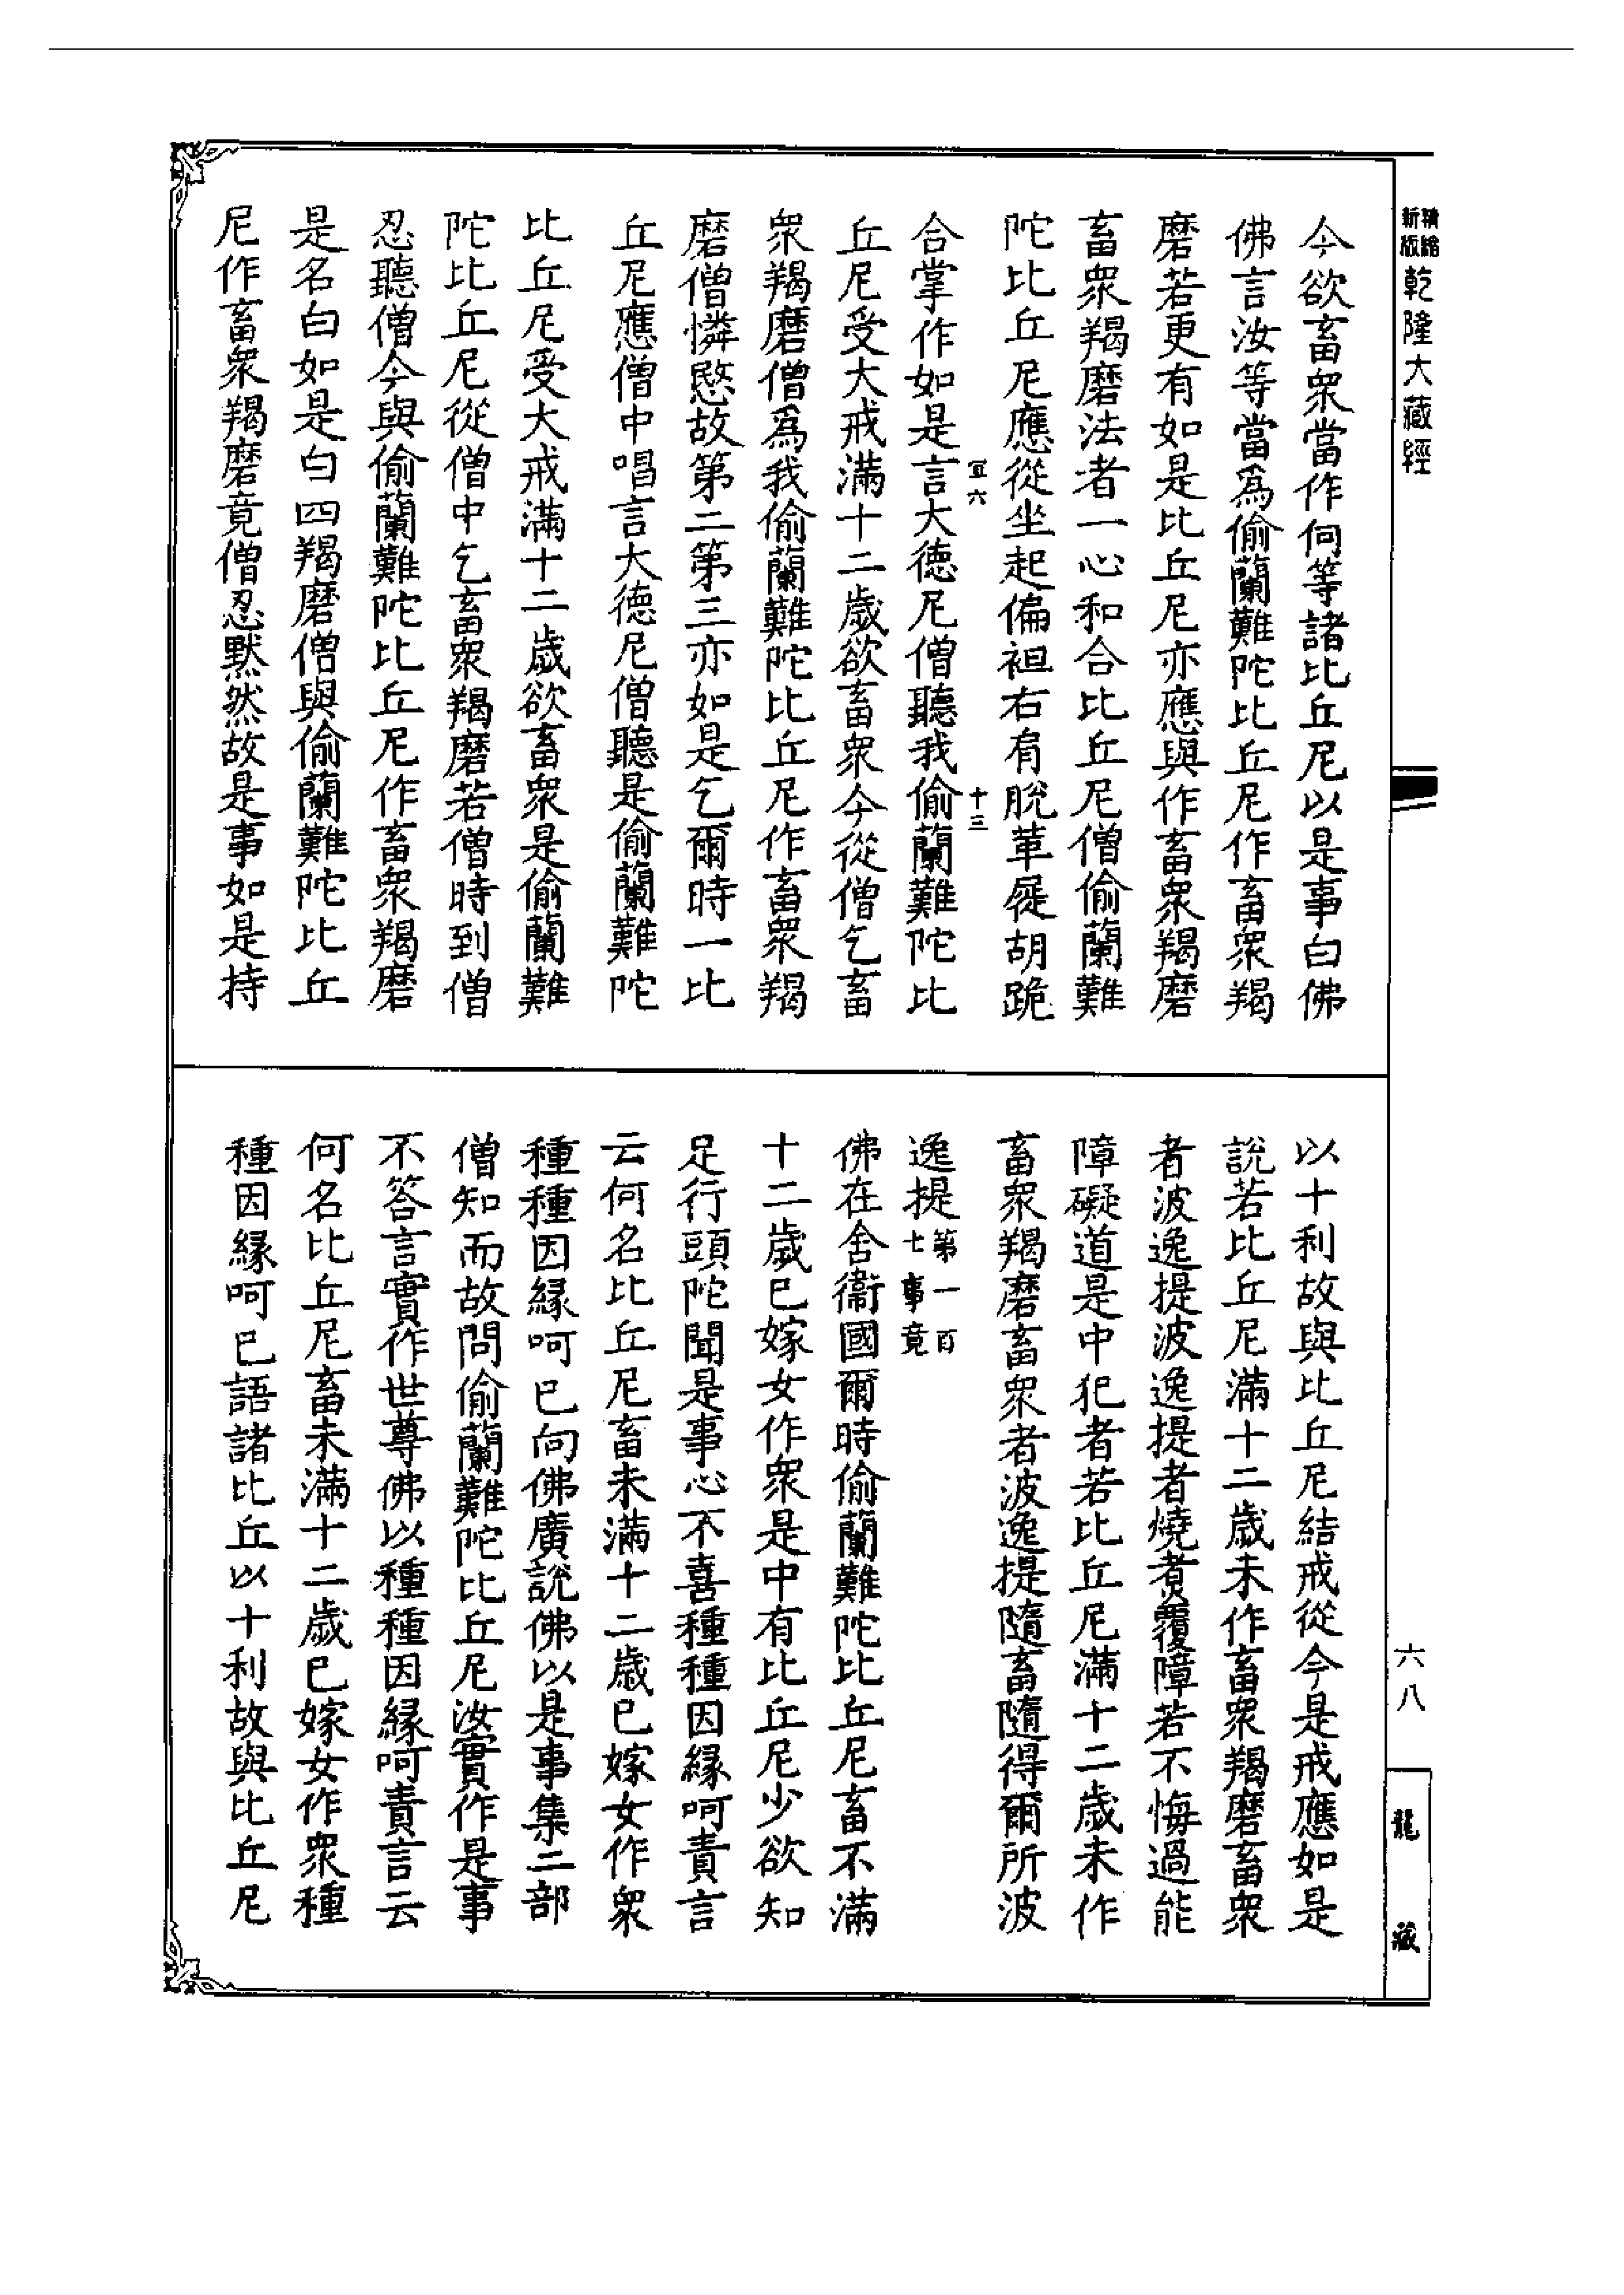 新版
精縮
乾隆大藏經
今欲畜衆當作何等諸比丘尼以是事白佛
佛言汝等當爲偷蘭難陀比丘尼作畜衆羯
磨若更有如是比丘尼亦應與作畜衆羯磨
畜衆羯磨法者一心和合比丘尼僧偷蘭難
陀比丘尼應從坐起偏袒右肩脫革屣胡跪
宜六
十三
合掌作如是言大德尼僧聽我偷蘭難陀比
丘尼受大戒滿十二歲欲畜衆今從僧乞畜
衆羯磨僧爲我偷蘭難陀比丘尼作畜衆羯
磨僧憐愍故第二第三亦如是乞爾時一比
丘尼應僧中唱言大德尼僧聽是偷蘭難陀
比丘尼受大戒滿十二歲欲畜衆是偷蘭難
陀比丘尼從僧中乞畜衆羯磨若僧時到僧
忍聽僧今與偷蘭難陀比丘尼作畜衆羯磨
是名白如是白四羯磨僧與偷蘭難陀比丘
尼作畜衆羯磨竟僧忍默然故是事如是持
以十利故與比丘尼結戒從今是戒應如是
說若比丘尼滿十二歲未作畜衆羯磨畜衆
者波逸提波逸提者燒煑覆障若不悔過能
障礙道是中犯者若比丘尼滿十二歲未作
畜衆羯磨畜衆者波逸提隨畜隨得爾所波
逸提第一百七事竟
佛在舍衞國爾時偷蘭難陀比丘尼畜不滿
十二歲已嫁女作衆是中有比丘尼少欲知
足行頭陀聞是事心不喜種種因緣呵責言
云何名比丘尼畜未滿十二歲已嫁女作衆
種種因緣呵已向佛廣說佛以是事集二部
僧知而故問偷蘭難陀比丘尼汝實作是事
不答言實作世尊佛以種種因緣呵責言云
何名比丘尼畜未滿十二歲已嫁女作衆種
種因緣呵已語諸比丘以十利故與比丘尼
六八
龍藏